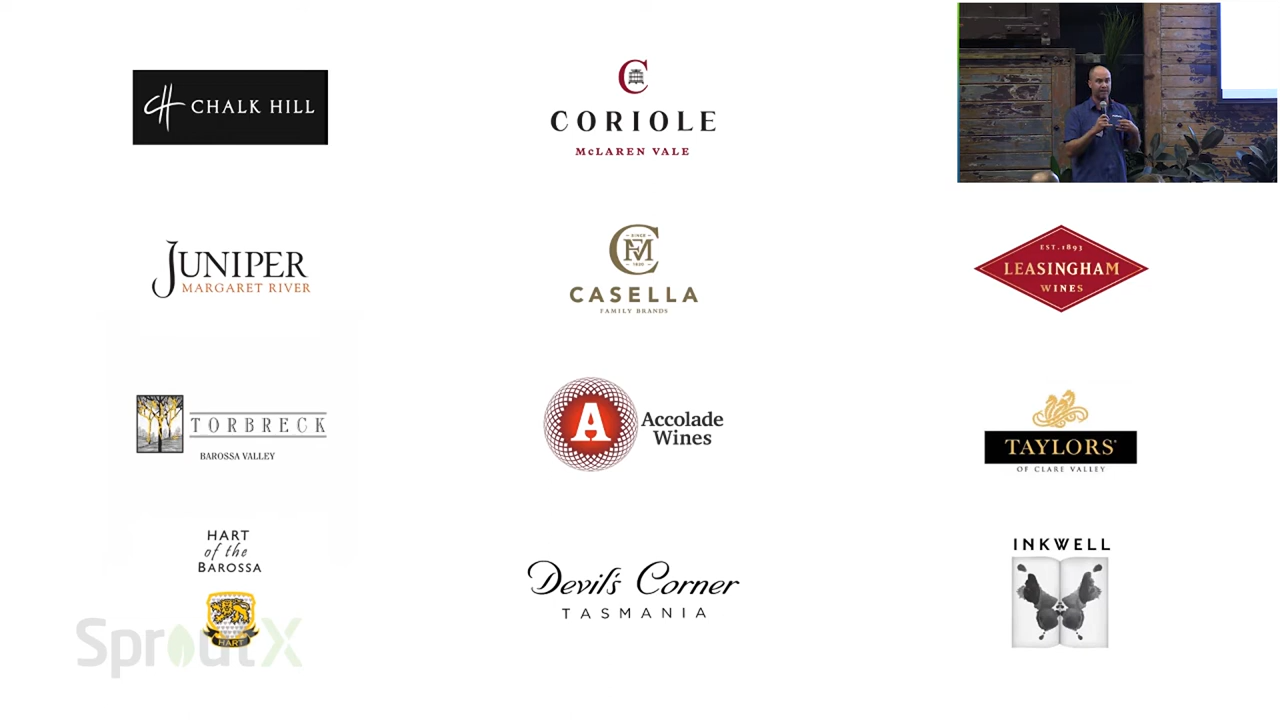 CH CHALK HILL
C
CORIOLE
McLAREN VALE
JUNIPER
MARGARET RIVER
SINCE
CFM
1820
CASELLA
FAMILY BRANDS
EST. 1893
LEASINGHAM
WINES
TORBRECK
BAROSSA VALLEY
A
Accolade
Wines
TAYLORS
OF CLARE VALLEY
HART
of the
BAROSSA
HART
Devil's Corner
TASMANIA
INKWELL
SproutX